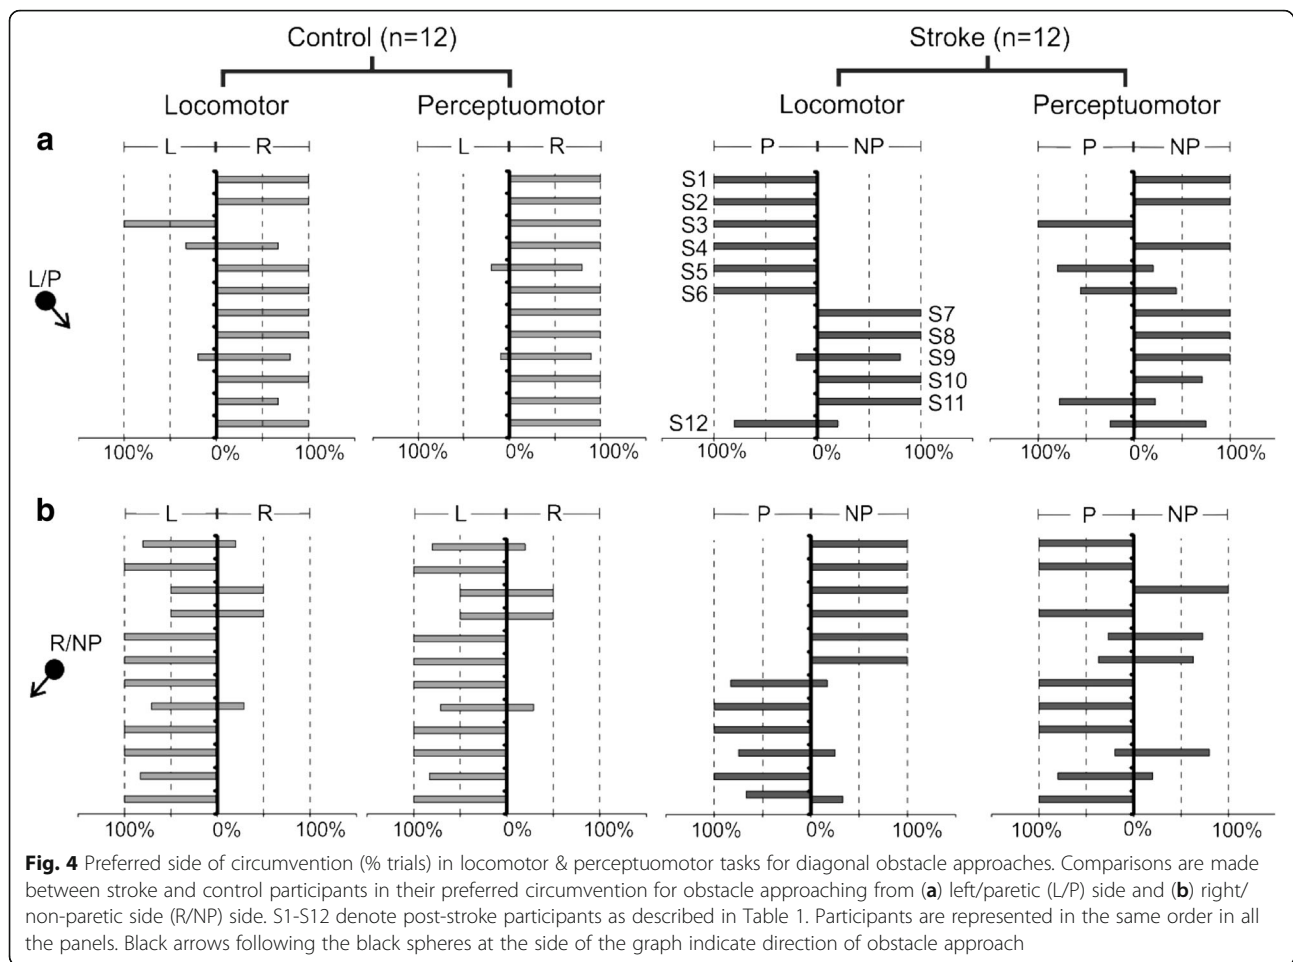 Control (n=12)
Stroke (n=12)
Locomotor
Perceptuomotor
Locomotor
Perceptuomotor
a
L R
L R
P NP
P NP
L/P
S1
S2
S3
S4
S5
S6
S7
S8
S9
S10
S11
S12
100% 0% 100%
100% 0% 100%
100% 0% 100%
100% 0% 100%
b
L R
L R
P NP
P NP
R/NP
100% 0% 100%
100% 0% 100%
100% 0% 100%
100% 0% 100%
Fig. 4 Preferred side of circumvention (% trials) in locomotor & perceptuomotor tasks for diagonal obstacle approaches. Comparisons are made
between stroke and control participants in their preferred circumvention for obstacle approaching from (a) left/paretic (L/P) side and (b) right/
non-paretic side (R/NP) side. S1-S12 denote post-stroke participants as described in Table 1. Participants are represented in the same order in all
the panels. Black arrows following the black spheres at the side of the graph indicate direction of obstacle approach